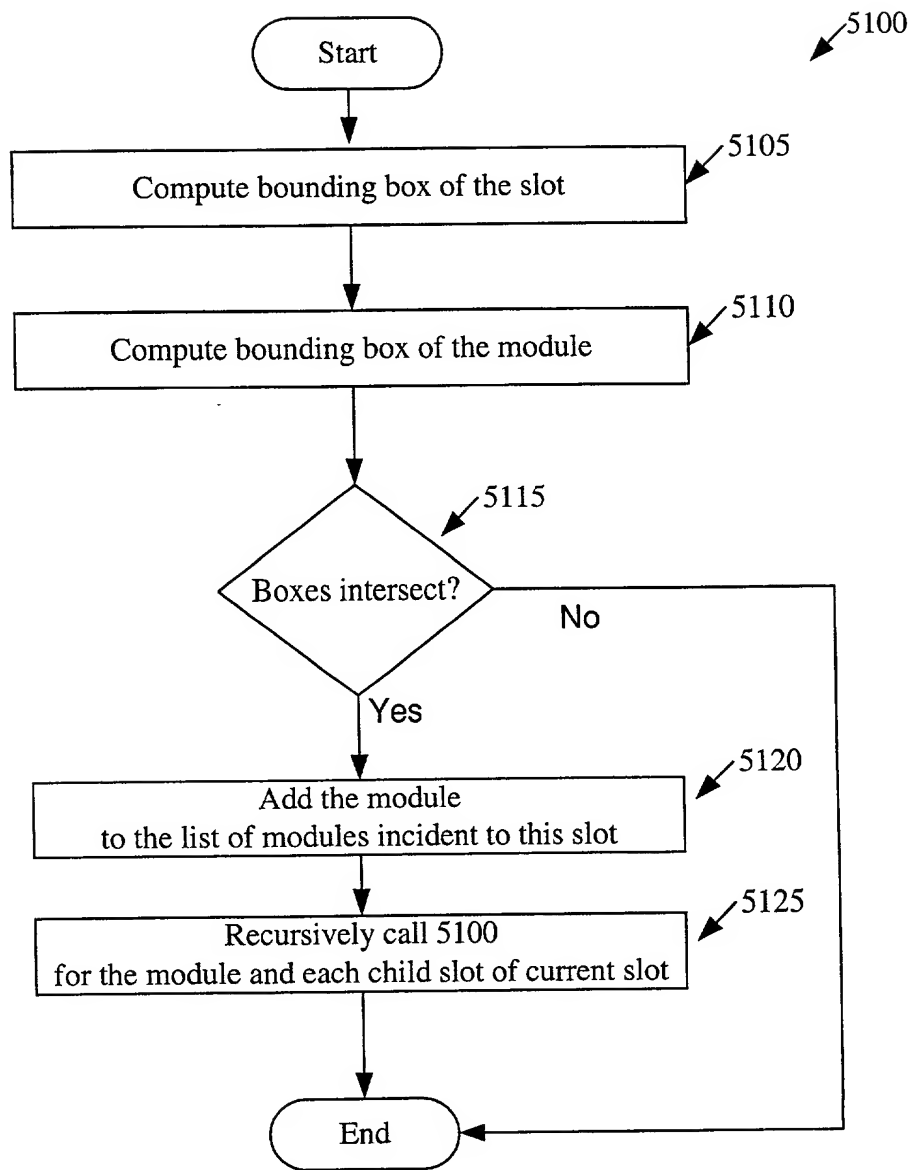 5100
Start
5105
Compute bounding box of the slot
5110
Compute bounding box of the module
5115
Boxes intersect?
No
Yes
5120
Add the module
to the list of modules incident to this slot
5125
Recursively call 5100
for the module and each child slot of current slot
End